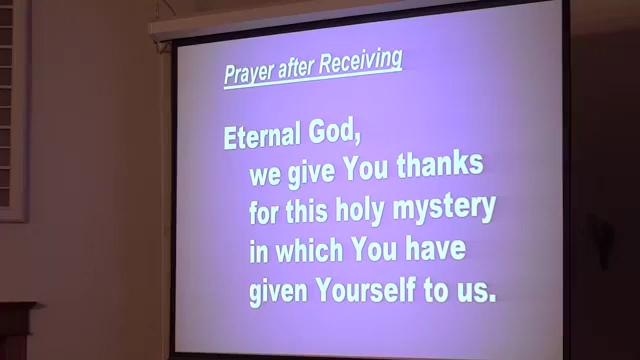 Prayer after Receiving
Eternal God,
we give You thanks
for this holy mystery
in which You have
given Yourself to us.